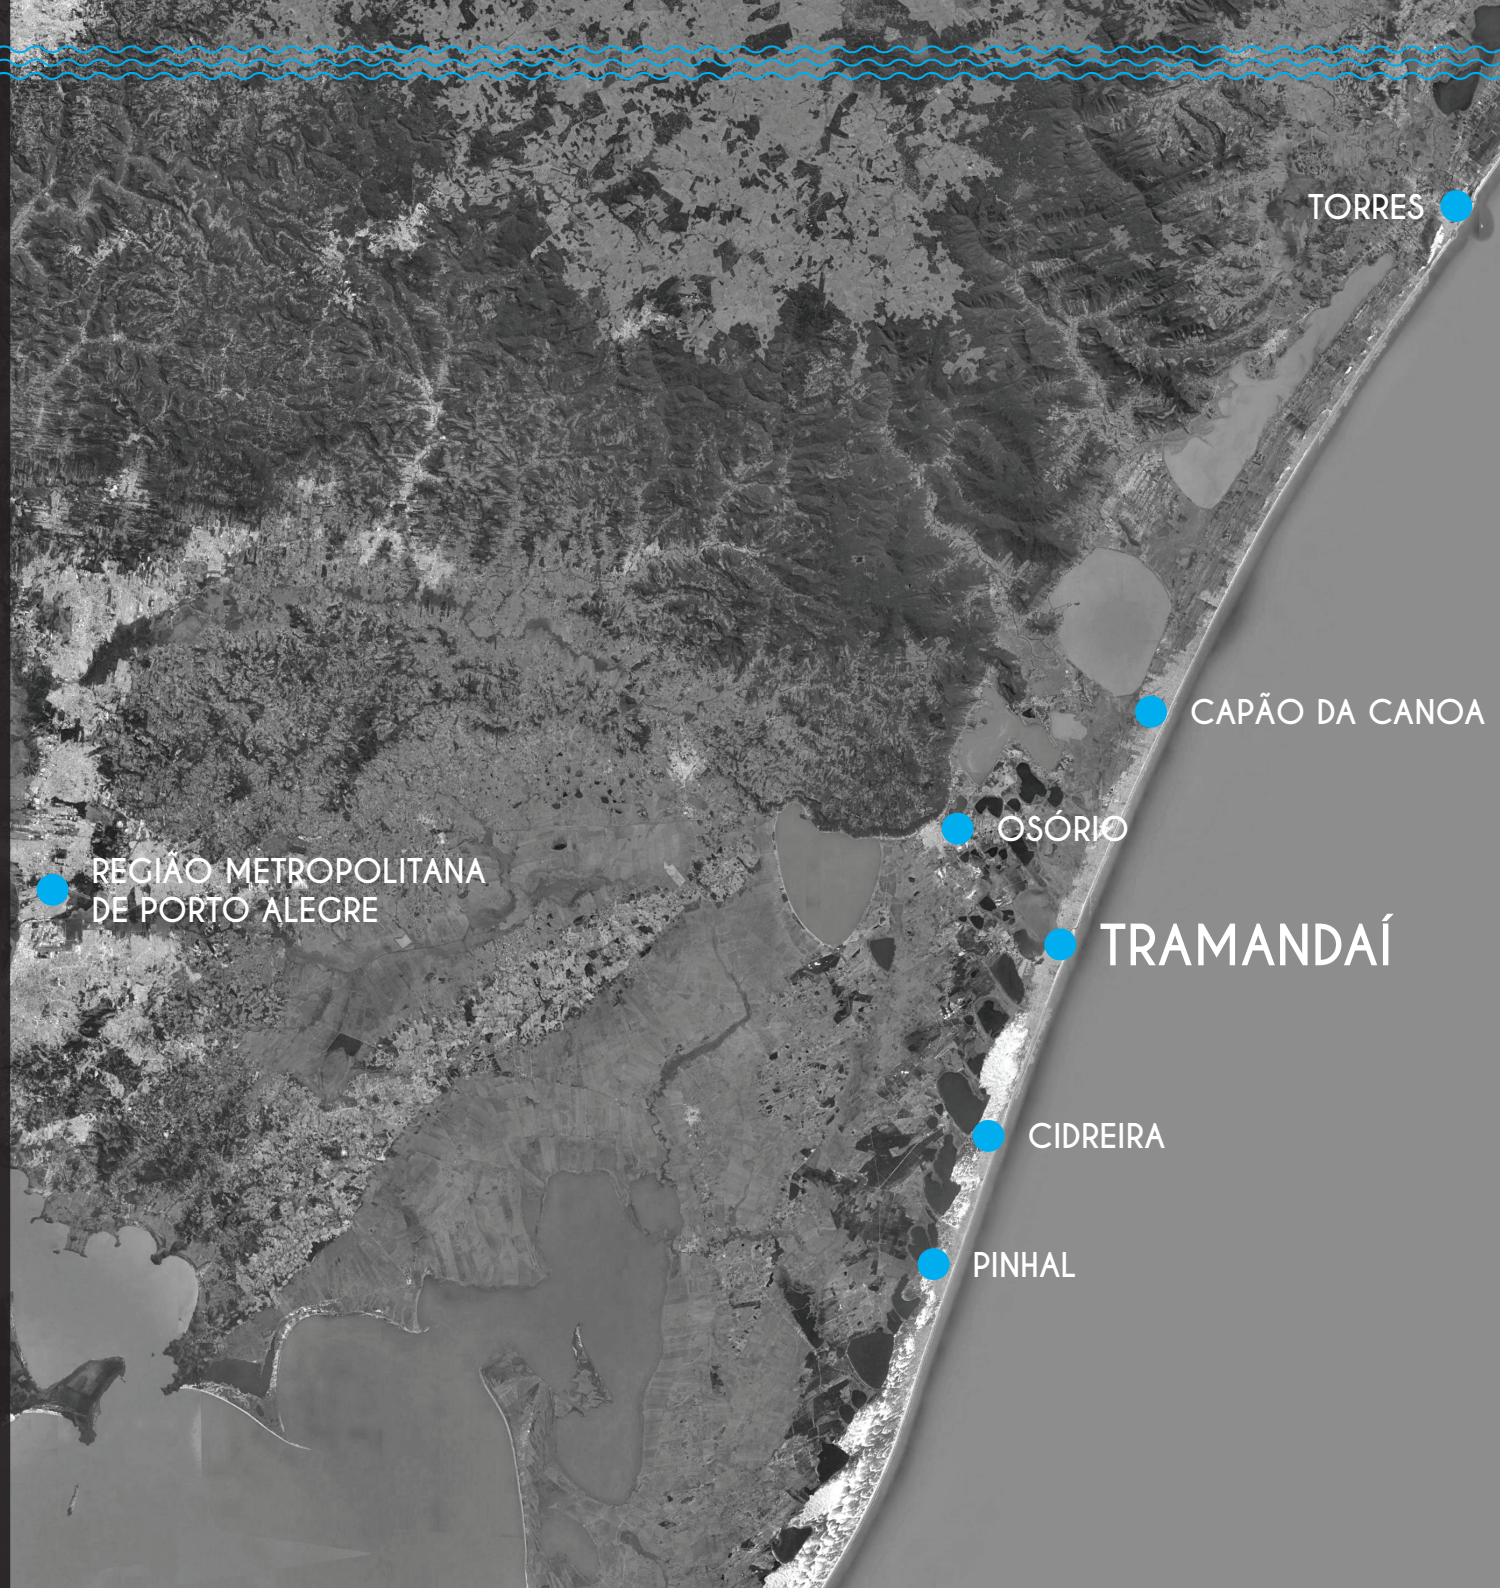 TORRES
CAPÃO DA CANOA
OSÓRIO
REGIÃO METROPOLITANA
DE PORTO ALEGRE
TRAMANDAÍ
CIDREIRA
PINHAL